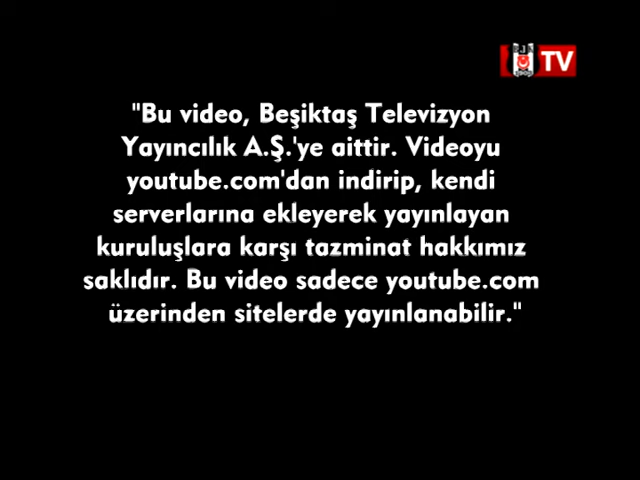 TV
"Bu video, Beşiktaş Televizyon
Yayıncılık A.Ş.'ye aittir. Videoyu
youtube.com'dan indirip, kendi
serverlarına ekleyerek yayınlayan
kuruluşlara karşı tazminat hakkımız
saklıdır. Bu video sadece youtube.com
üzerinden sitelerde yayınlanabilir."